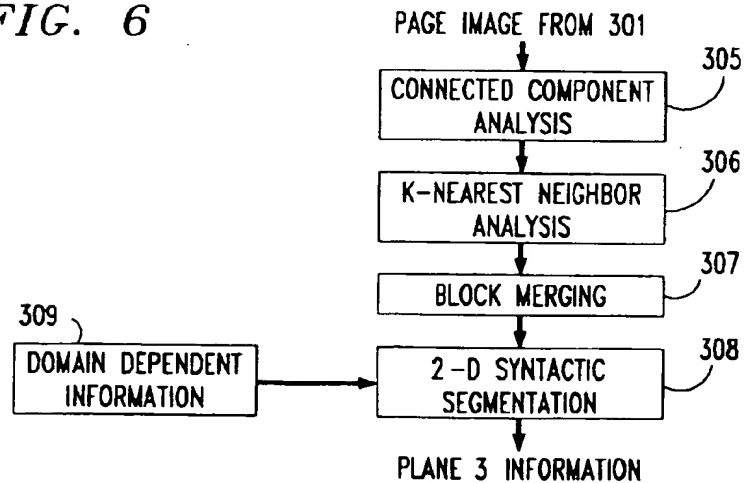 FIG. 6
PAGE IMAGE FROM 301
305
CONNECTED COMPONENT
ANALYSIS
306
K-NEAREST NEIGHBOR
ANALYSIS
307
BLOCK MERGING
309
DOMAIN DEPENDENT
INFORMATION
308
2-D SYNTACTIC
SEGMENTATION
PLANE 3 INFORMATION